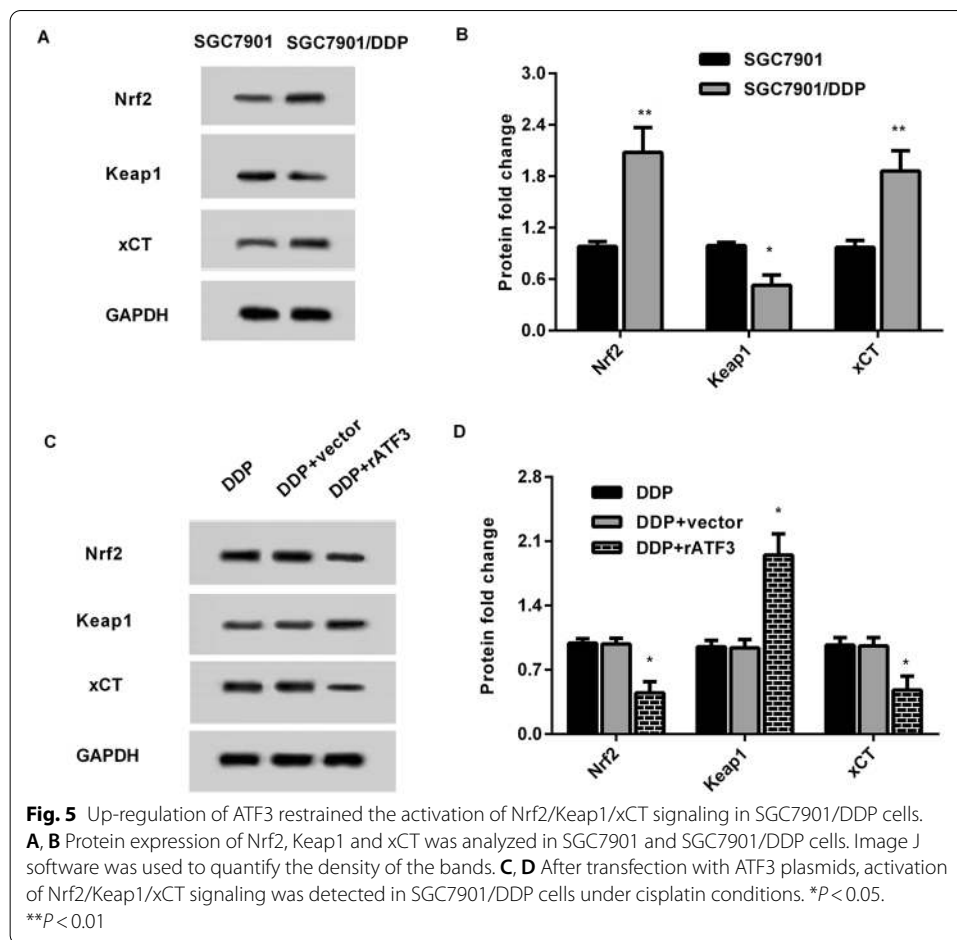 A
SGC7901 SGC7901/DDP
Nrf2
Keap1
xCT
GAPDH
B
SGC7901
SGC7901/DDP
Protein fold change
3.0
2.4
1.8
1.2
0.6
0.0
**
*
**
Nrf2
Keap1
xCT
C
DDP
DDP+vector
DDP+rATF3
Nrf2
Keap1
xCT
GAPDH
D
DDP
DDP+vector
DDP+rATF3
Protein fold change
2.8
2.1
1.4
0.7
0.0
*
*
*
Nrf2
Keap1
xCT
Fig. 5 Up-regulation of ATF3 restrained the activation of Nrf2/Keap1/xCT signaling in SGC7901/DDP cells.
A, B Protein expression of Nrf2, Keap1 and xCT was analyzed in SGC7901 and SGC7901/DDP cells. Image J
software was used to quantify the density of the bands. C, D After transfection with ATF3 plasmids, activation
of Nrf2/Keap1/xCT signaling was detected in SGC7901/DDP cells under cisplatin conditions. *P < 0.05.
**P < 0.01